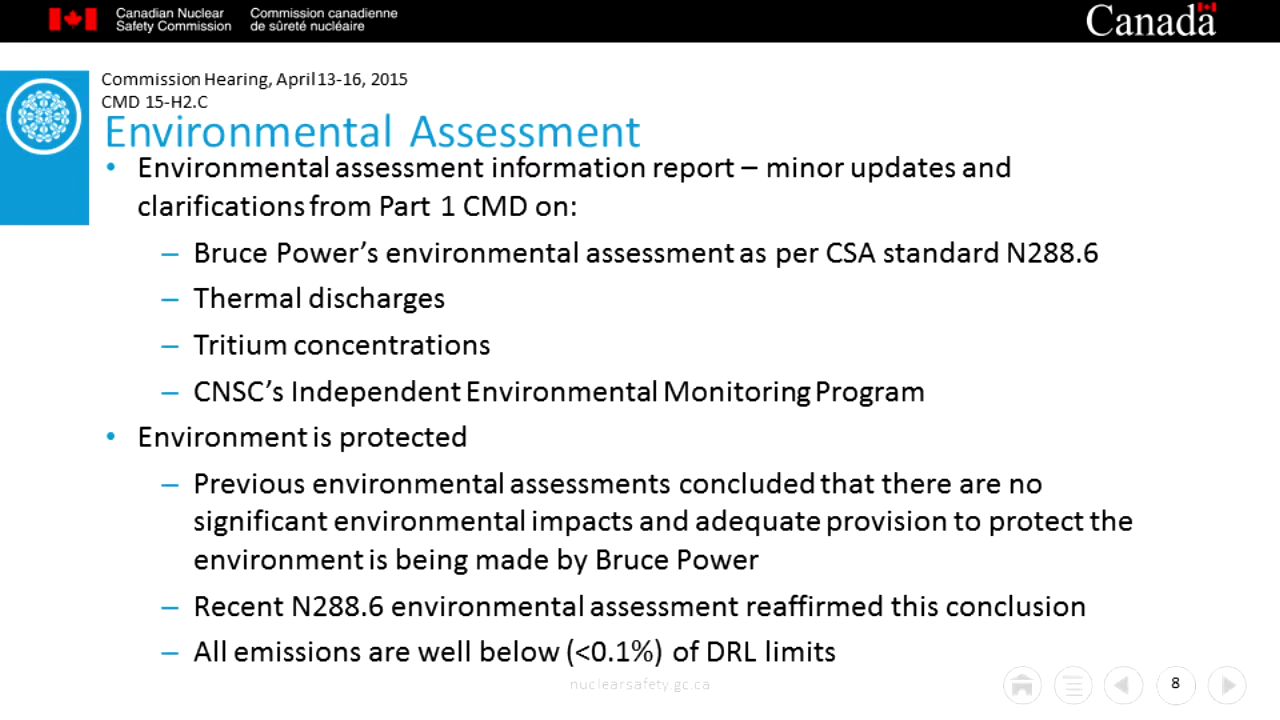 Canadian Nuclear Safety Commission
Commission canadienne de sûreté nucléaire
Canada
Commission Hearing, April 13-16, 2015
CMD 15-H2.C
Environmental Assessment
• Environmental assessment information report – minor updates and
clarifications from Part 1 CMD on:
– Bruce Power's environmental assessment as per CSA standard N288.6
– Thermal discharges
– Tritium concentrations
– CNSC's Independent Environmental Monitoring Program
• Environment is protected
– Previous environmental assessments concluded that there are no
significant environmental impacts and adequate provision to protect the
environment is being made by Bruce Power
– Recent N288.6 environmental assessment reaffirmed this conclusion
– All emissions are well below (<0.1%) of DRL limits
nuclearsafety.gc.ca
8